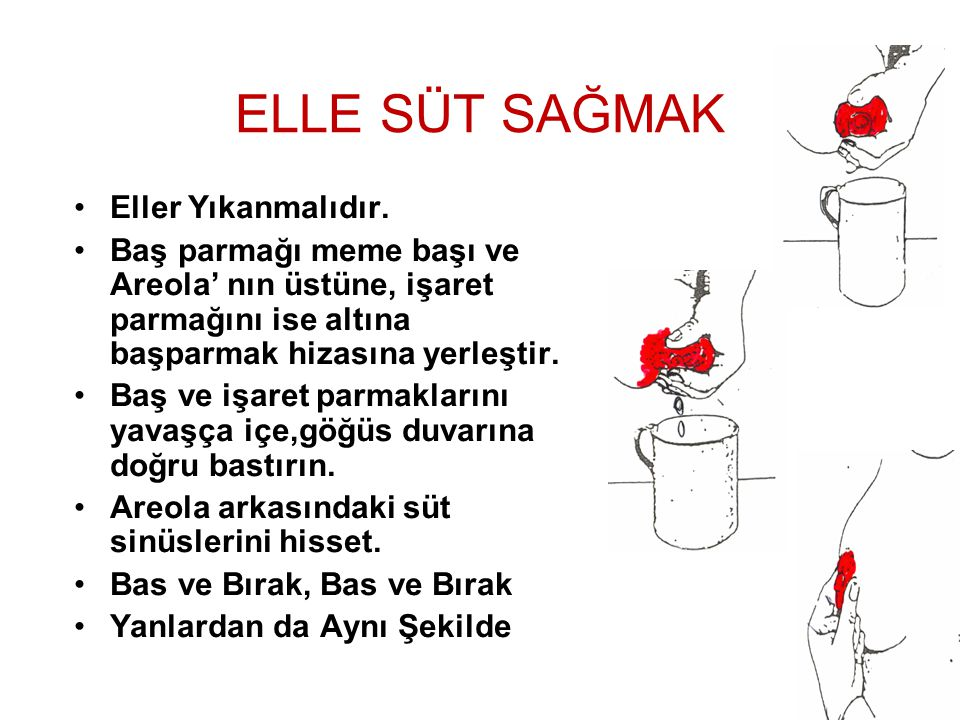 ELLE SÜT SAĞMAK
• Eller Yıkanmalıdır.
• Baş parmağı meme başı ve
Areola’ nın üstüne, işaret
parmağını ise altına
başparmak hizasına yerleştir.
• Baş ve işaret parmaklarını
yavaşça içe,göğüs duvarına
doğru bastırın.
• Areola arkasındaki süt
sinüslerini hisset.
• Bas ve Bırak, Bas ve Bırak
• Yanlardan da Aynı Şekilde